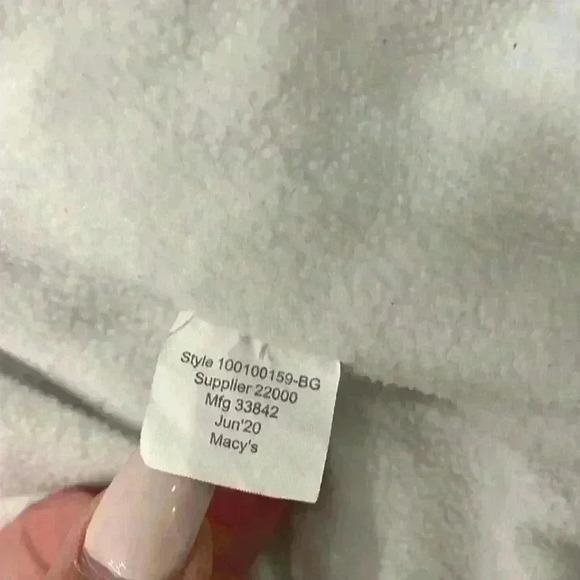 Style 100100159-BG
Supplier 22000
Mfg 33842
Jun'20
Macy's